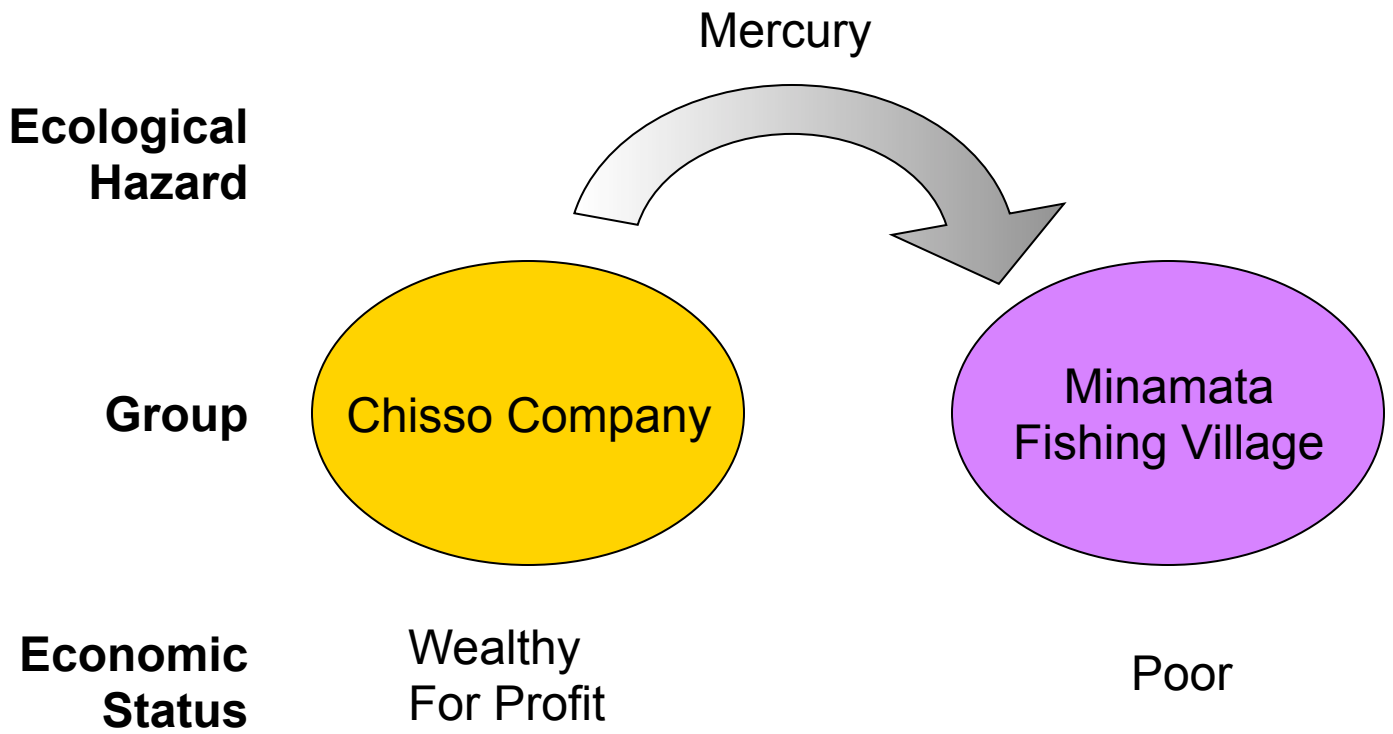 Mercury
Ecological
Hazard
Group
Chisso Company
Minamata
Fishing Village
Economic
Status
Wealthy
For Profit
Poor